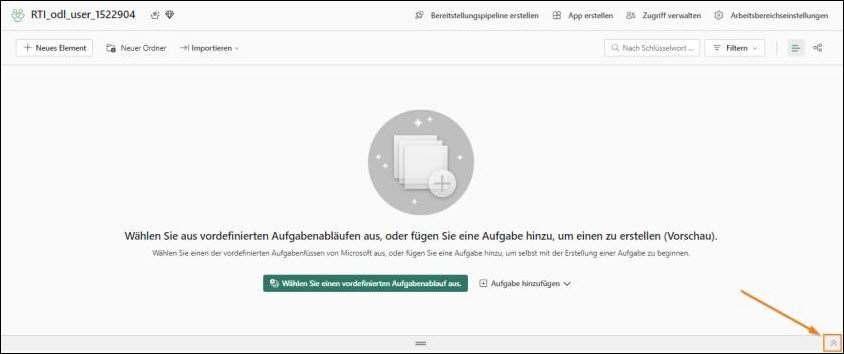 RTI_odl_user_1522904
Bereitstellungspipeline erstellen
App erstellen
Zugriff verwalten
Arbeitsbereichseinstellungen
Neues Element
Neuer Ordner
Importieren
Nach Schlüsselwort ...
Filtern
Wählen Sie aus vordefinierten Aufgabenabläufen aus, oder fügen Sie eine Aufgabe hinzu, um einen zu erstellen (Vorschau).
Wählen Sie einen der vordefinierten Aufgabenfüssen von Microsoft aus, oder fügen Sie eine Aufgabe hinzu, um selbst mit der Erstellung einer Aufgabe zu beginnen.
Wählen Sie einen vordefinierten Aufgabenablauf aus.
Aufgabe hinzufügen